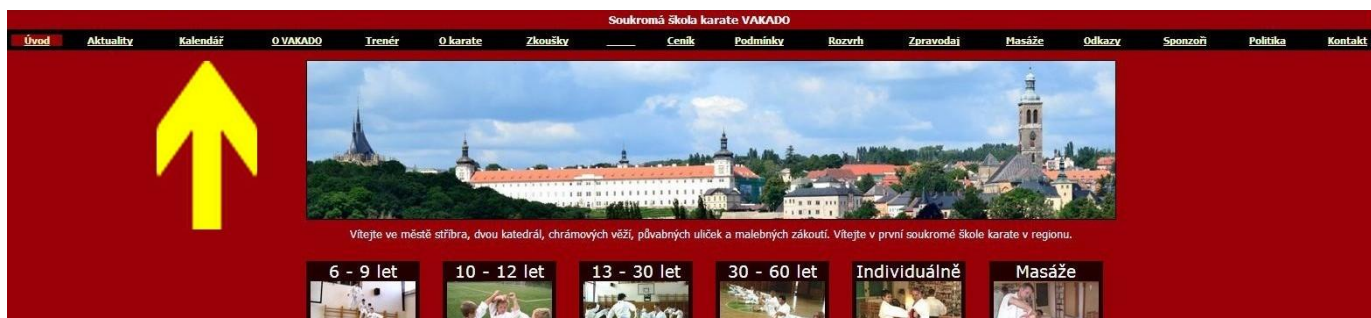 Soukromá škola karate VAKADO
Úvod Aktuality Kalendář O VAKADO Trenér O karate Zkoušky Ceník Podmínky Rozvrh Zpravodaj Masáže Odkazy Sponzoři Politika Kontakt
Vítejte ve městě stříbra, dvou katedrál, chrámových věží, půvabných uliček a malebných zákoutí. Vítejte v první soukromé škole karate v regionu.
6 - 9 let 10 - 12 let 13 - 30 let 30 - 60 let Individuálně Masáže